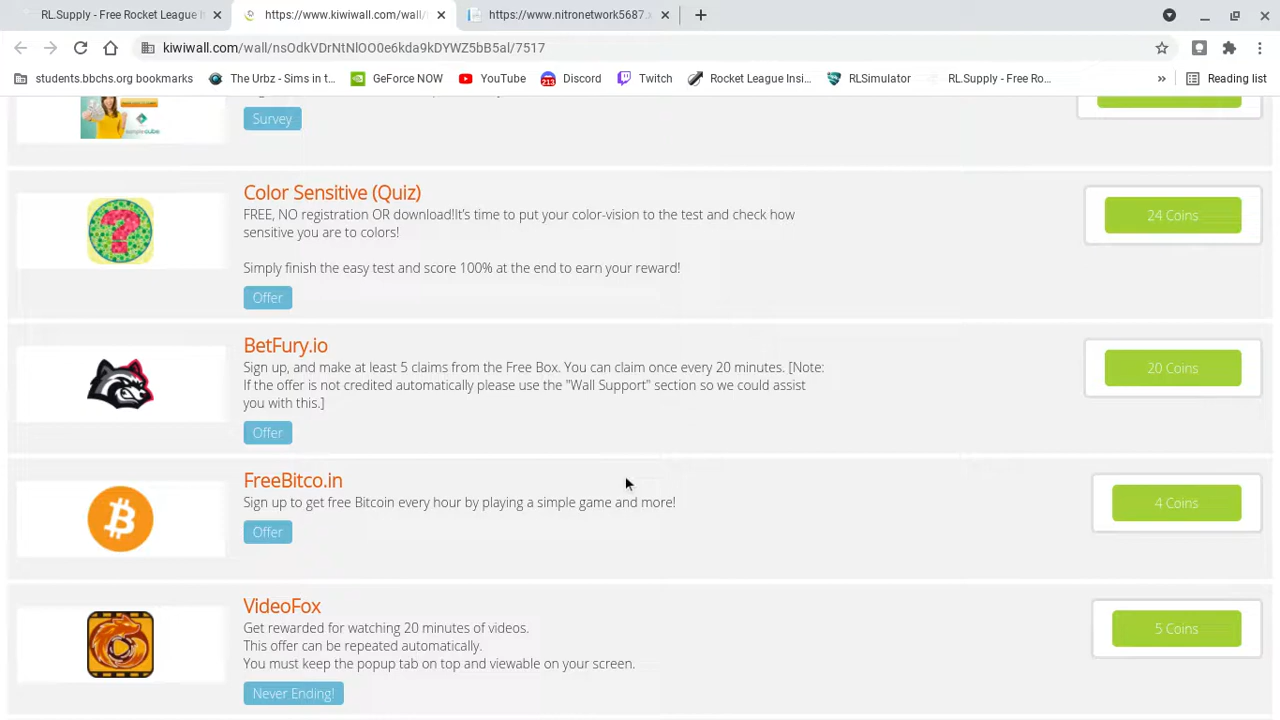 RL.Supply - Free Rocket League I
https://www.kiwiwall.com/wall/
https://www.nitronetwork5687.x
kiwiwall.com/wall/nsOdkVDrNtNlOO0e6kda9kDYWZ5bB5al/7517
students.bbchs.org bookmarks
The Urbz - Sims in t...
GeForce NOW
YouTube
213
Discord
Twitch
Rocket League Insi...
RLSimulator
RL.Supply - Free Ro...
»
Reading list
Survey
Color Sensitive (Quiz)
FREE, NO registration OR download!It's time to put your color-vision to the test and check how
sensitive you are to colors!
24 Coins
Simply finish the easy test and score 100% at the end to earn your reward!
Offer
BetFury.io
Sign up, and make at least 5 claims from the Free Box. You can claim once every 20 minutes. [Note:
If the offer is not credited automatically please use the "Wall Support" section so we could assist
you with this.]
20 Coins
Offer
FreeBitco.in
Sign up to get free Bitcoin every hour by playing a simple game and more!
4 Coins
Offer
VideoFox
Get rewarded for watching 20 minutes of videos.
This offer can be repeated automatically.
You must keep the popup tab on top and viewable on your screen.
5 Coins
Never Ending!